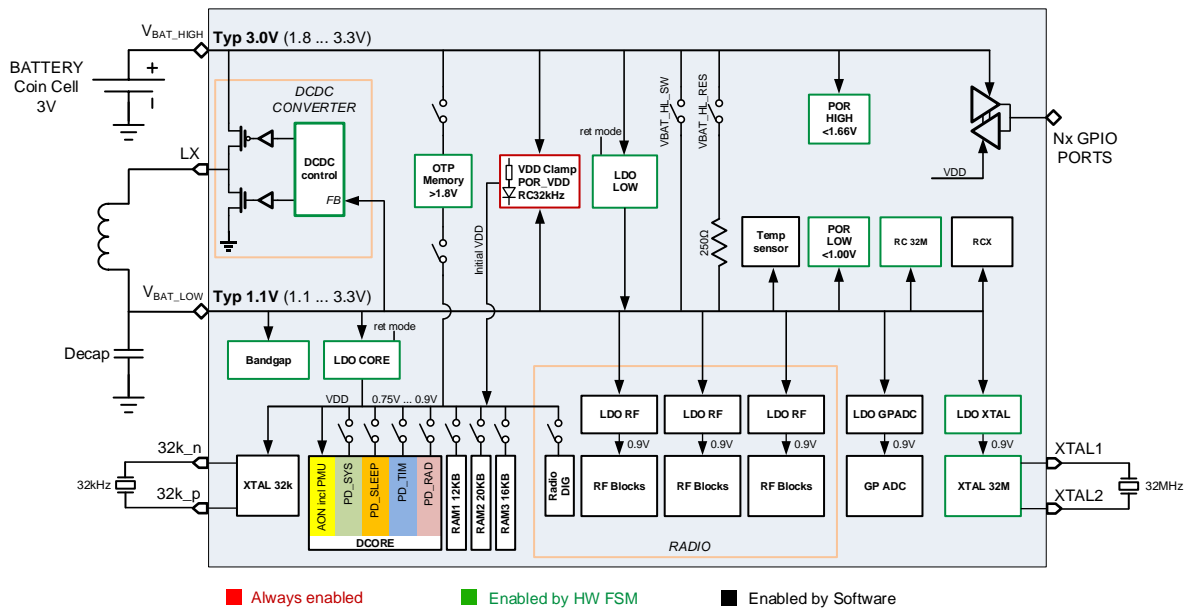 V_BAT_HIGH
Typ 3.0V (1.8 ... 3.3V)
BATTERY
Coin Cell
3V
+
DCDC
CONVERTER
DCDC
control
FB
LX
OTP
Memory
>1.8V
VDD Clamp
POR_VDD
RC32kHz
Initial VDD
ret mode
LDO
LOW
VBAT_HL_SW
VBAT_HL_RES
250Ω
POR
HIGH
<1.66V
VDD
Nx GPIO
PORTS
Temp
sensor
POR
LOW
<1.00V
RC 32M
RCX
V_BAT_LOW
Typ 1.1V (1.1 ... 3.3V)
Decap
Bandgap
ret mode
LDO CORE
VDD
0.75V ... 0.9V
LDO RF
LDO RF
LDO RF
LDO GPADC
LDO XTAL
0.9V
0.9V
0.9V
0.9V
0.9V
32k_n
32kHz
32k_p
XTAL 32k
AON incl PMU
PD_SYS
PD_SLEEP
PD_TIM
PD_RAD
DCORE
RAM1 12KB
RAM2 20KB
RAM3 16KB
Radio
DIG
RF Blocks
RF Blocks
RF Blocks
RADIO
GP ADC
XTAL 32M
XTAL1
32MHz
XTAL2
Always enabled
Enabled by HW FSM
Enabled by Software